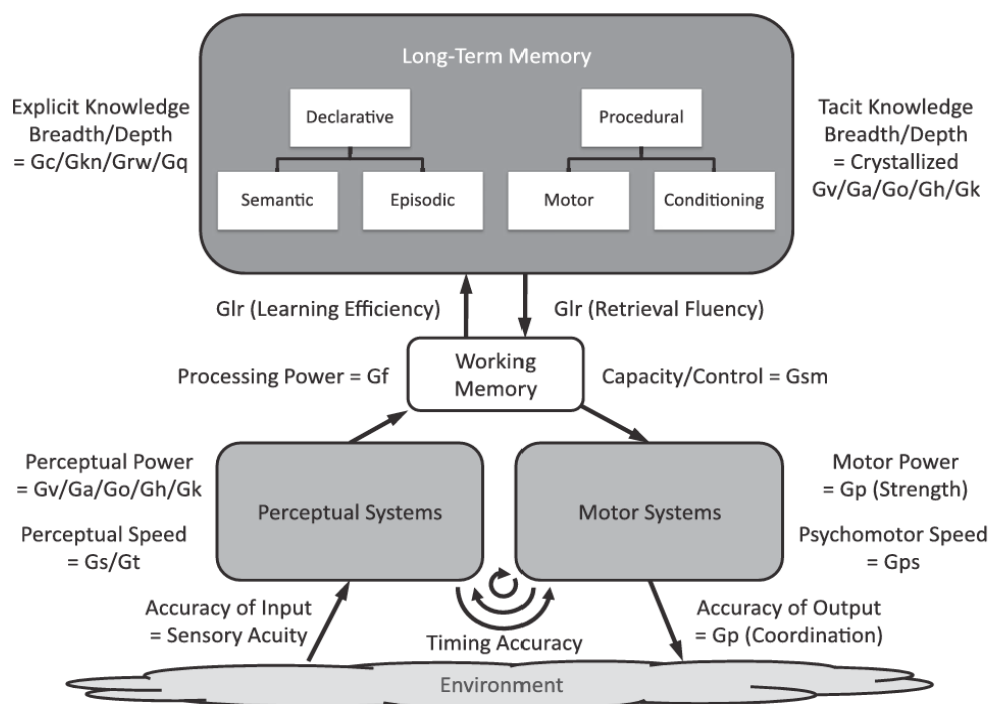 Long-Term Memory
Explicit Knowledge
Breadth/Depth
= Gc/Gkn/Grw/Gq
Declarative
Semantic
Episodic
Procedural
Motor
Conditioning
Tacit Knowledge
Breadth/Depth
= Crystallized
Gv/Ga/Go/Gh/Gk
Glr (Learning Efficiency)
Glr (Retrieval Fluency)
Processing Power = Gf
Working
Memory
Capacity/Control = Gsm
Perceptual Power
= Gv/Ga/Go/Gh/Gk
Perceptual Speed
= Gs/Gt
Perceptual Systems
Motor Systems
Motor Power
= Gp (Strength)
Psychomotor Speed
= Gps
Accuracy of Input
= Sensory Acuity
Timing Accuracy
Accuracy of Output
= Gp (Coordination)
Environment